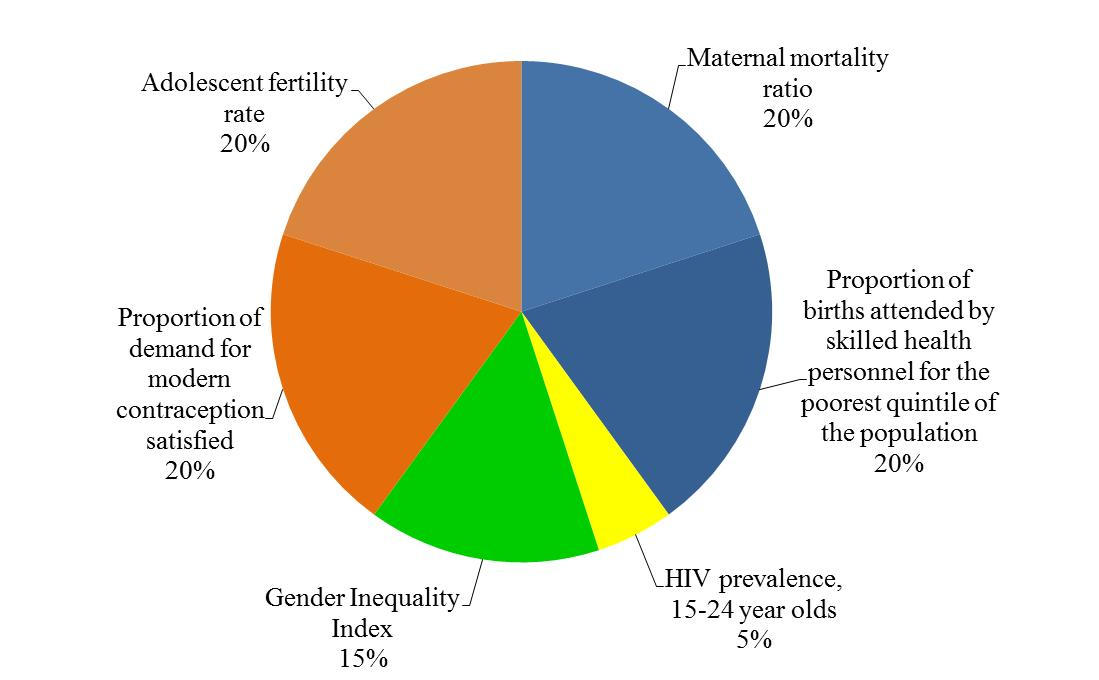 Maternal mortality
ratio
20%
Proportion of
births attended by
skilled health
personnel for the
poorest quintile of
the population
20%
HIV prevalence,
15-24 year olds
5%
Gender Inequality
Index
15%
Proportion of
demand for
modern
contraception
satisfied
20%
Adolescent fertility
rate
20%